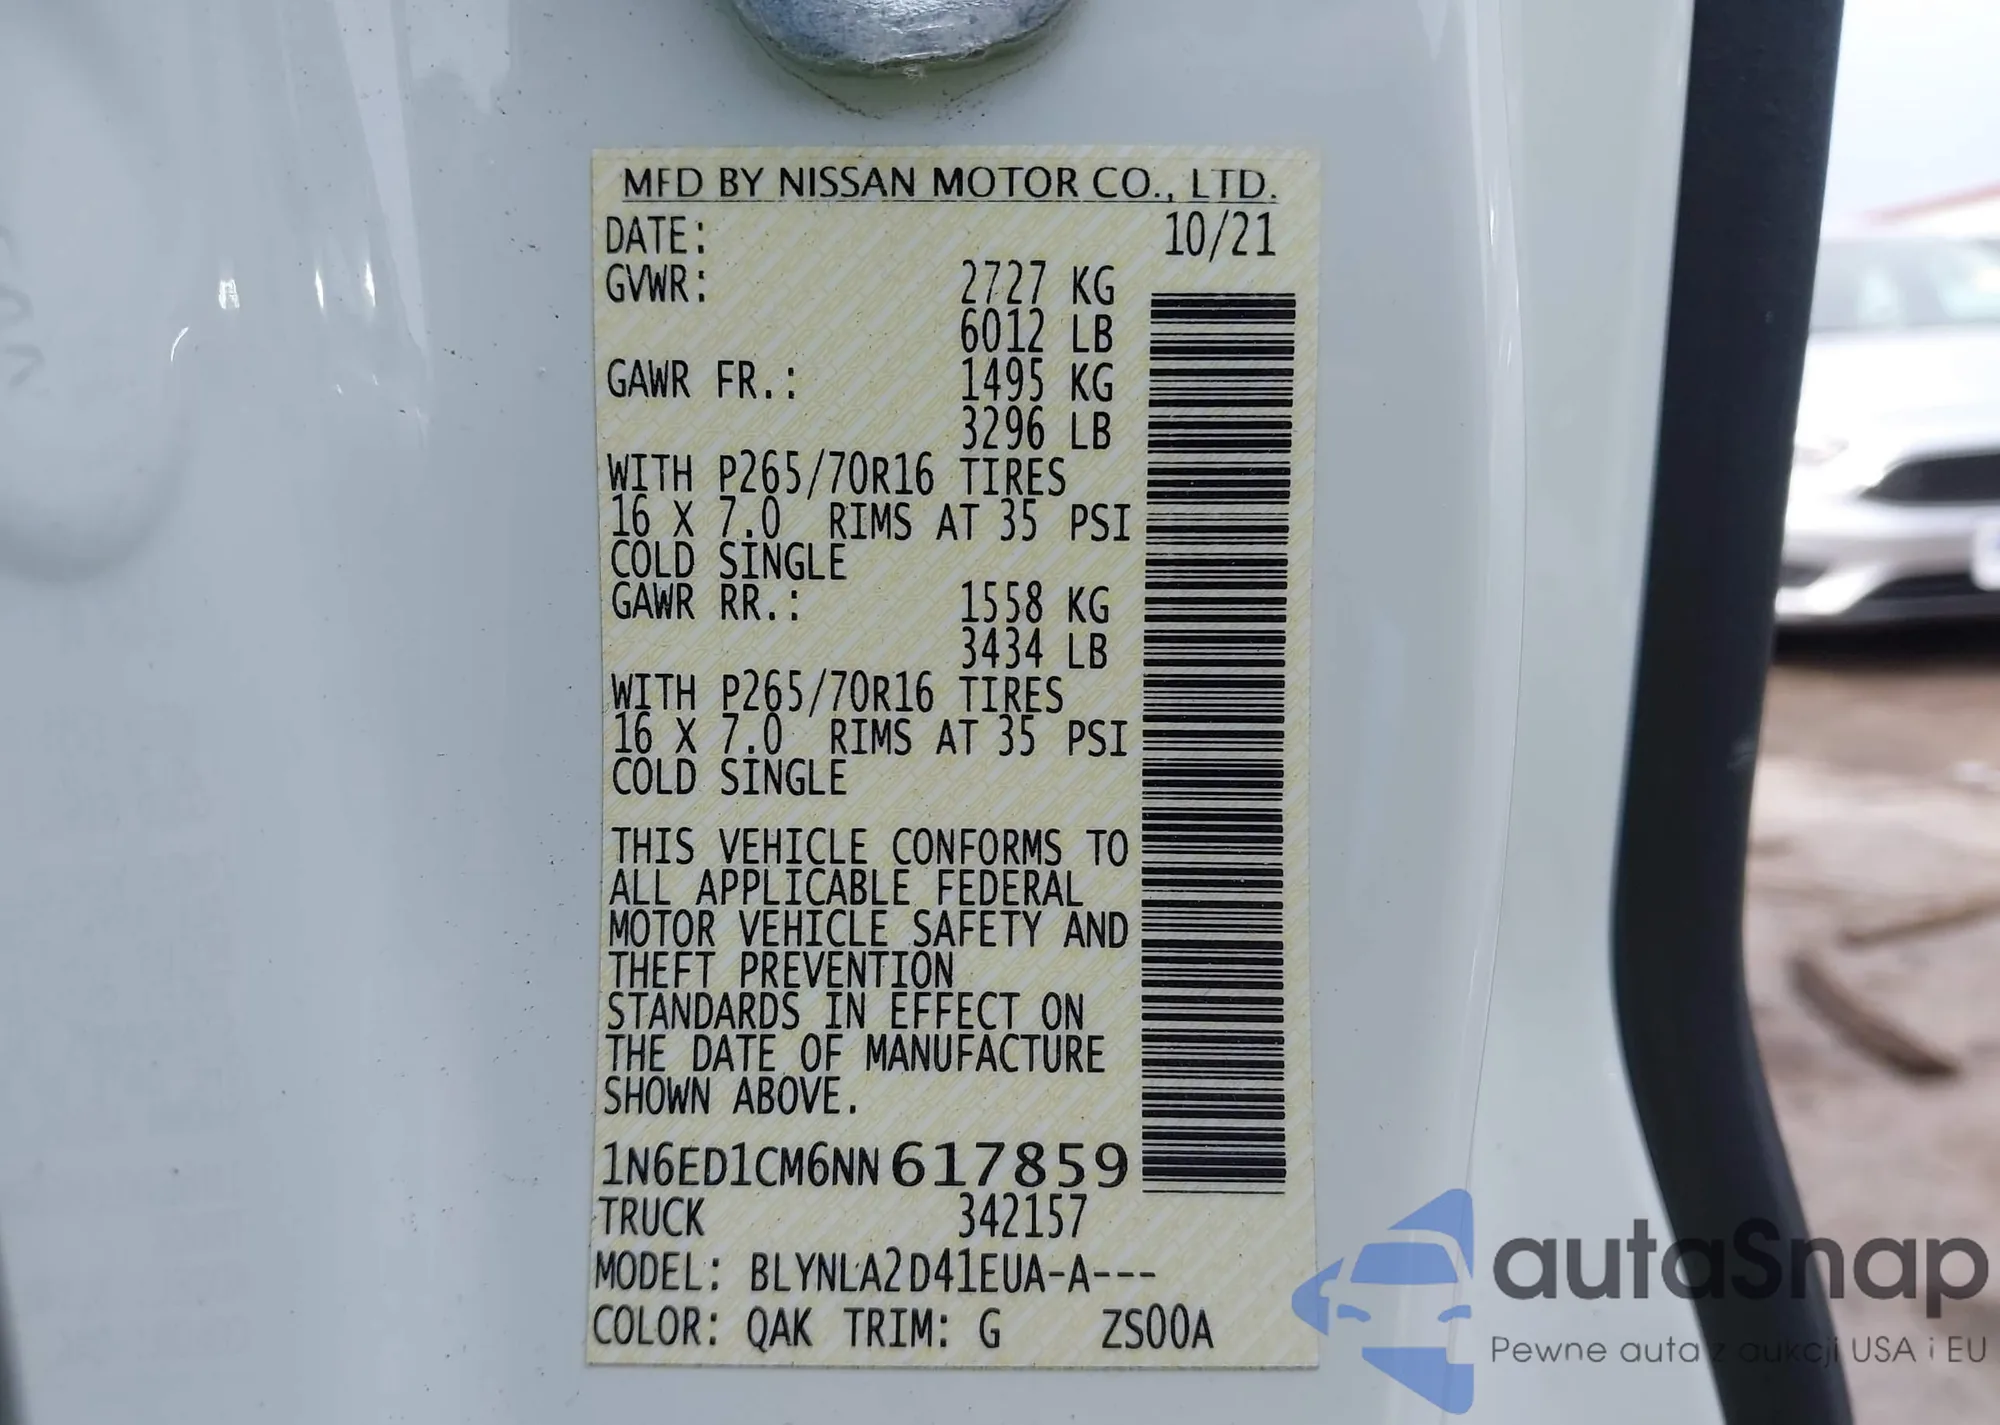 MFD BY NISSAN MOTOR CO., LTD.
DATE: 10/21
GVWR: 2727 KG
6012 LB
GAWR FR.: 1495 KG
3296 LB
WITH P265/70R16 TIRES
16 X 7.0 RIMS AT 35 PSI
COLD SINGLE
GAWR RR.: 1558 KG
3434 LB
WITH P265/70R16 TIRES
16 X 7.0 RIMS AT 35 PSI
COLD SINGLE
THIS VEHICLE CONFORMS TO
ALL APPLICABLE FEDERAL
MOTOR VEHICLE SAFETY AND
THEFT PREVENTION
STANDARDS IN EFFECT ON
THE DATE OF MANUFACTURE
SHOWN ABOVE.
1N6ED1CM6NN617859
TRUCK 342157
MODEL: BLYNLA2D41EUA-A---
COLOR: QAK TRIM: G ZS00A
autaSnap
Pewne auta z aukcji USA i EU